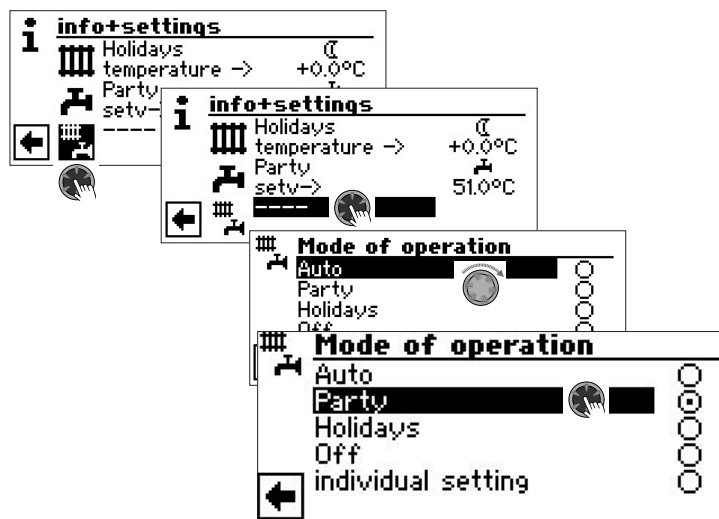 info+settings
Holidays
temperature -> +0.0°C
Party
setv-
----
info+settings
Holidays
temperature -> +0.0°C
Party
setv-> 51.0°C
----
Mode of operation
Auto
Party
Holidays
Off
Mode of operation
Auto
Party
Holidays
Off
individual setting